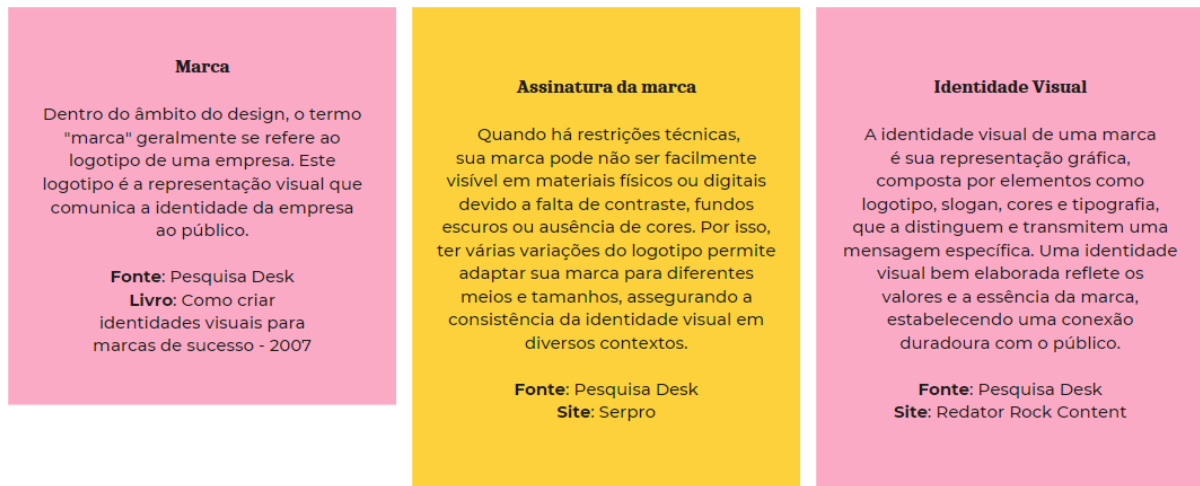 Marca
Dentro do âmbito do design, o termo
"marca" geralmente se refere ao
logotipo de uma empresa. Este
logotipo é a representação visual que
comunica a identidade da empresa
ao público.
Fonte: Pesquisa Desk
Livro: Como criar
identidades visuais para
marcas de sucesso - 2007
Assinatura da marca
Quando há restrições técnicas,
sua marca pode não ser facilmente
visível em materiais físicos ou digitais
devido a falta de contraste, fundos
escuros ou ausência de cores. Por isso,
ter várias variações do logotipo permite
adaptar sua marca para diferentes
meios e tamanhos, assegurando a
consistência da identidade visual em
diversos contextos.
Fonte: Pesquisa Desk
Site: Serpro
Identidade Visual
A identidade visual de uma marca
é sua representação gráfica,
composta por elementos como
logotipo, slogan, cores e tipografia,
que a distinguem e transmitem uma
mensagem específica. Uma identidade
visual bem elaborada reflete os
valores e a essência da marca,
estabelecendo uma conexão
duradoura com o público.
Fonte: Pesquisa Desk
Site: Redator Rock Content